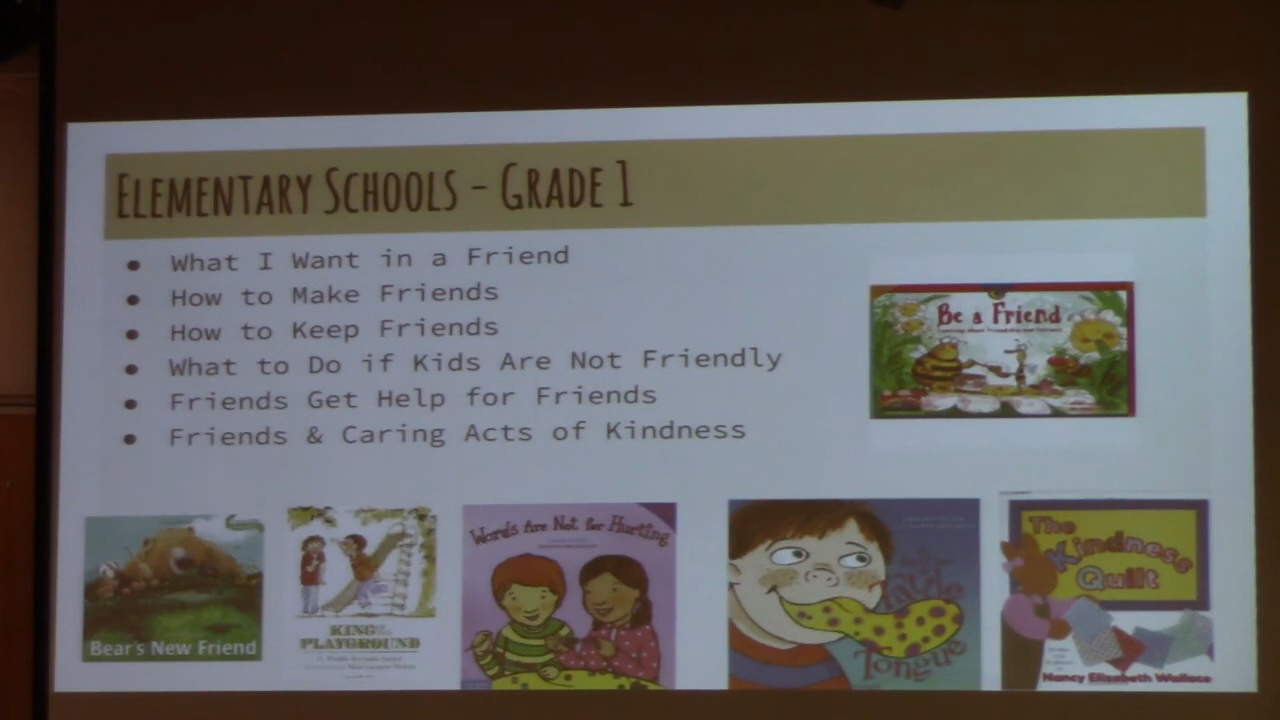 Elementary Schools - Grade 1
What I Want in a Friend
How to Make Friends
How to Keep Friends
What to Do if Kids Are Not Friendly
Friends Get Help for Friends
Friends & Caring Acts of Kindness
Be a Friend
Bear's New Friend
KING OF THE
PLAYGROUND
Words Are Not for Hurting
Tongue
The
Kindness
Quilt
Nancy Elizabeth Wallace